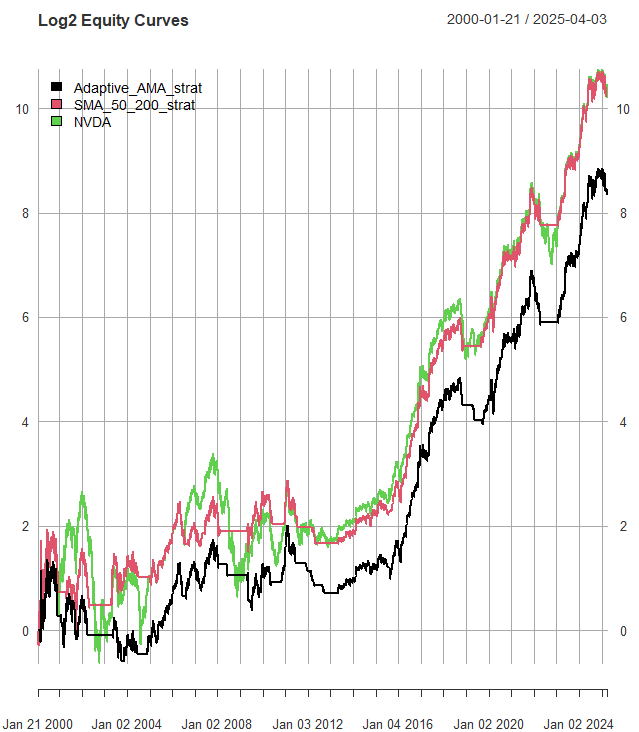 Log2 Equity Curves 2000-01-21 / 2025-04-03
Adaptive_AMA_strat
SMA_50_200_strat
NVDA
10 10
8 8
6 6
4 4
2 2
0 0
Jan 21 2000 Jan 02 2004 Jan 02 2008 Jan 03 2012 Jan 04 2016 Jan 02 2020 Jan 02 2024